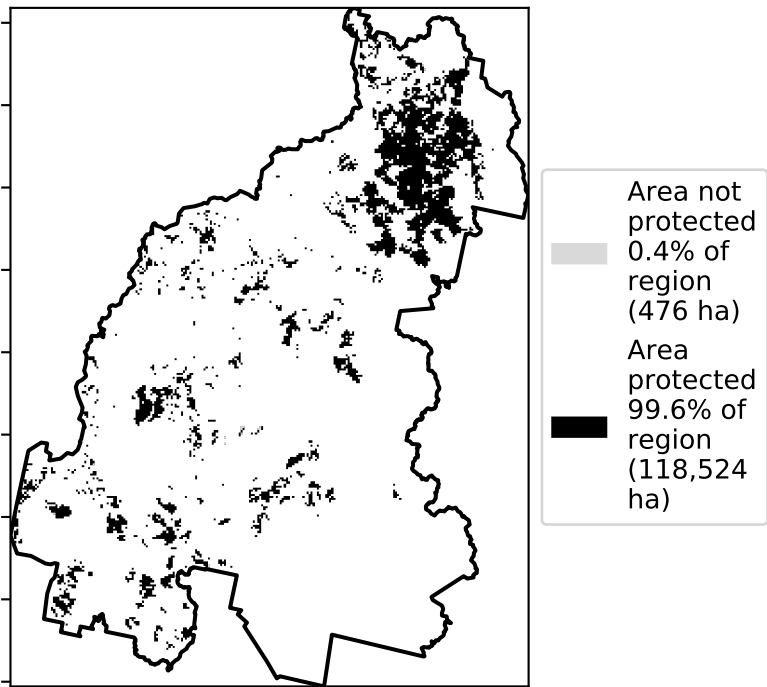 Area not
protected
0.4% of
region
(476 ha)
Area
protected
99.6% of
region
(118,524
ha)